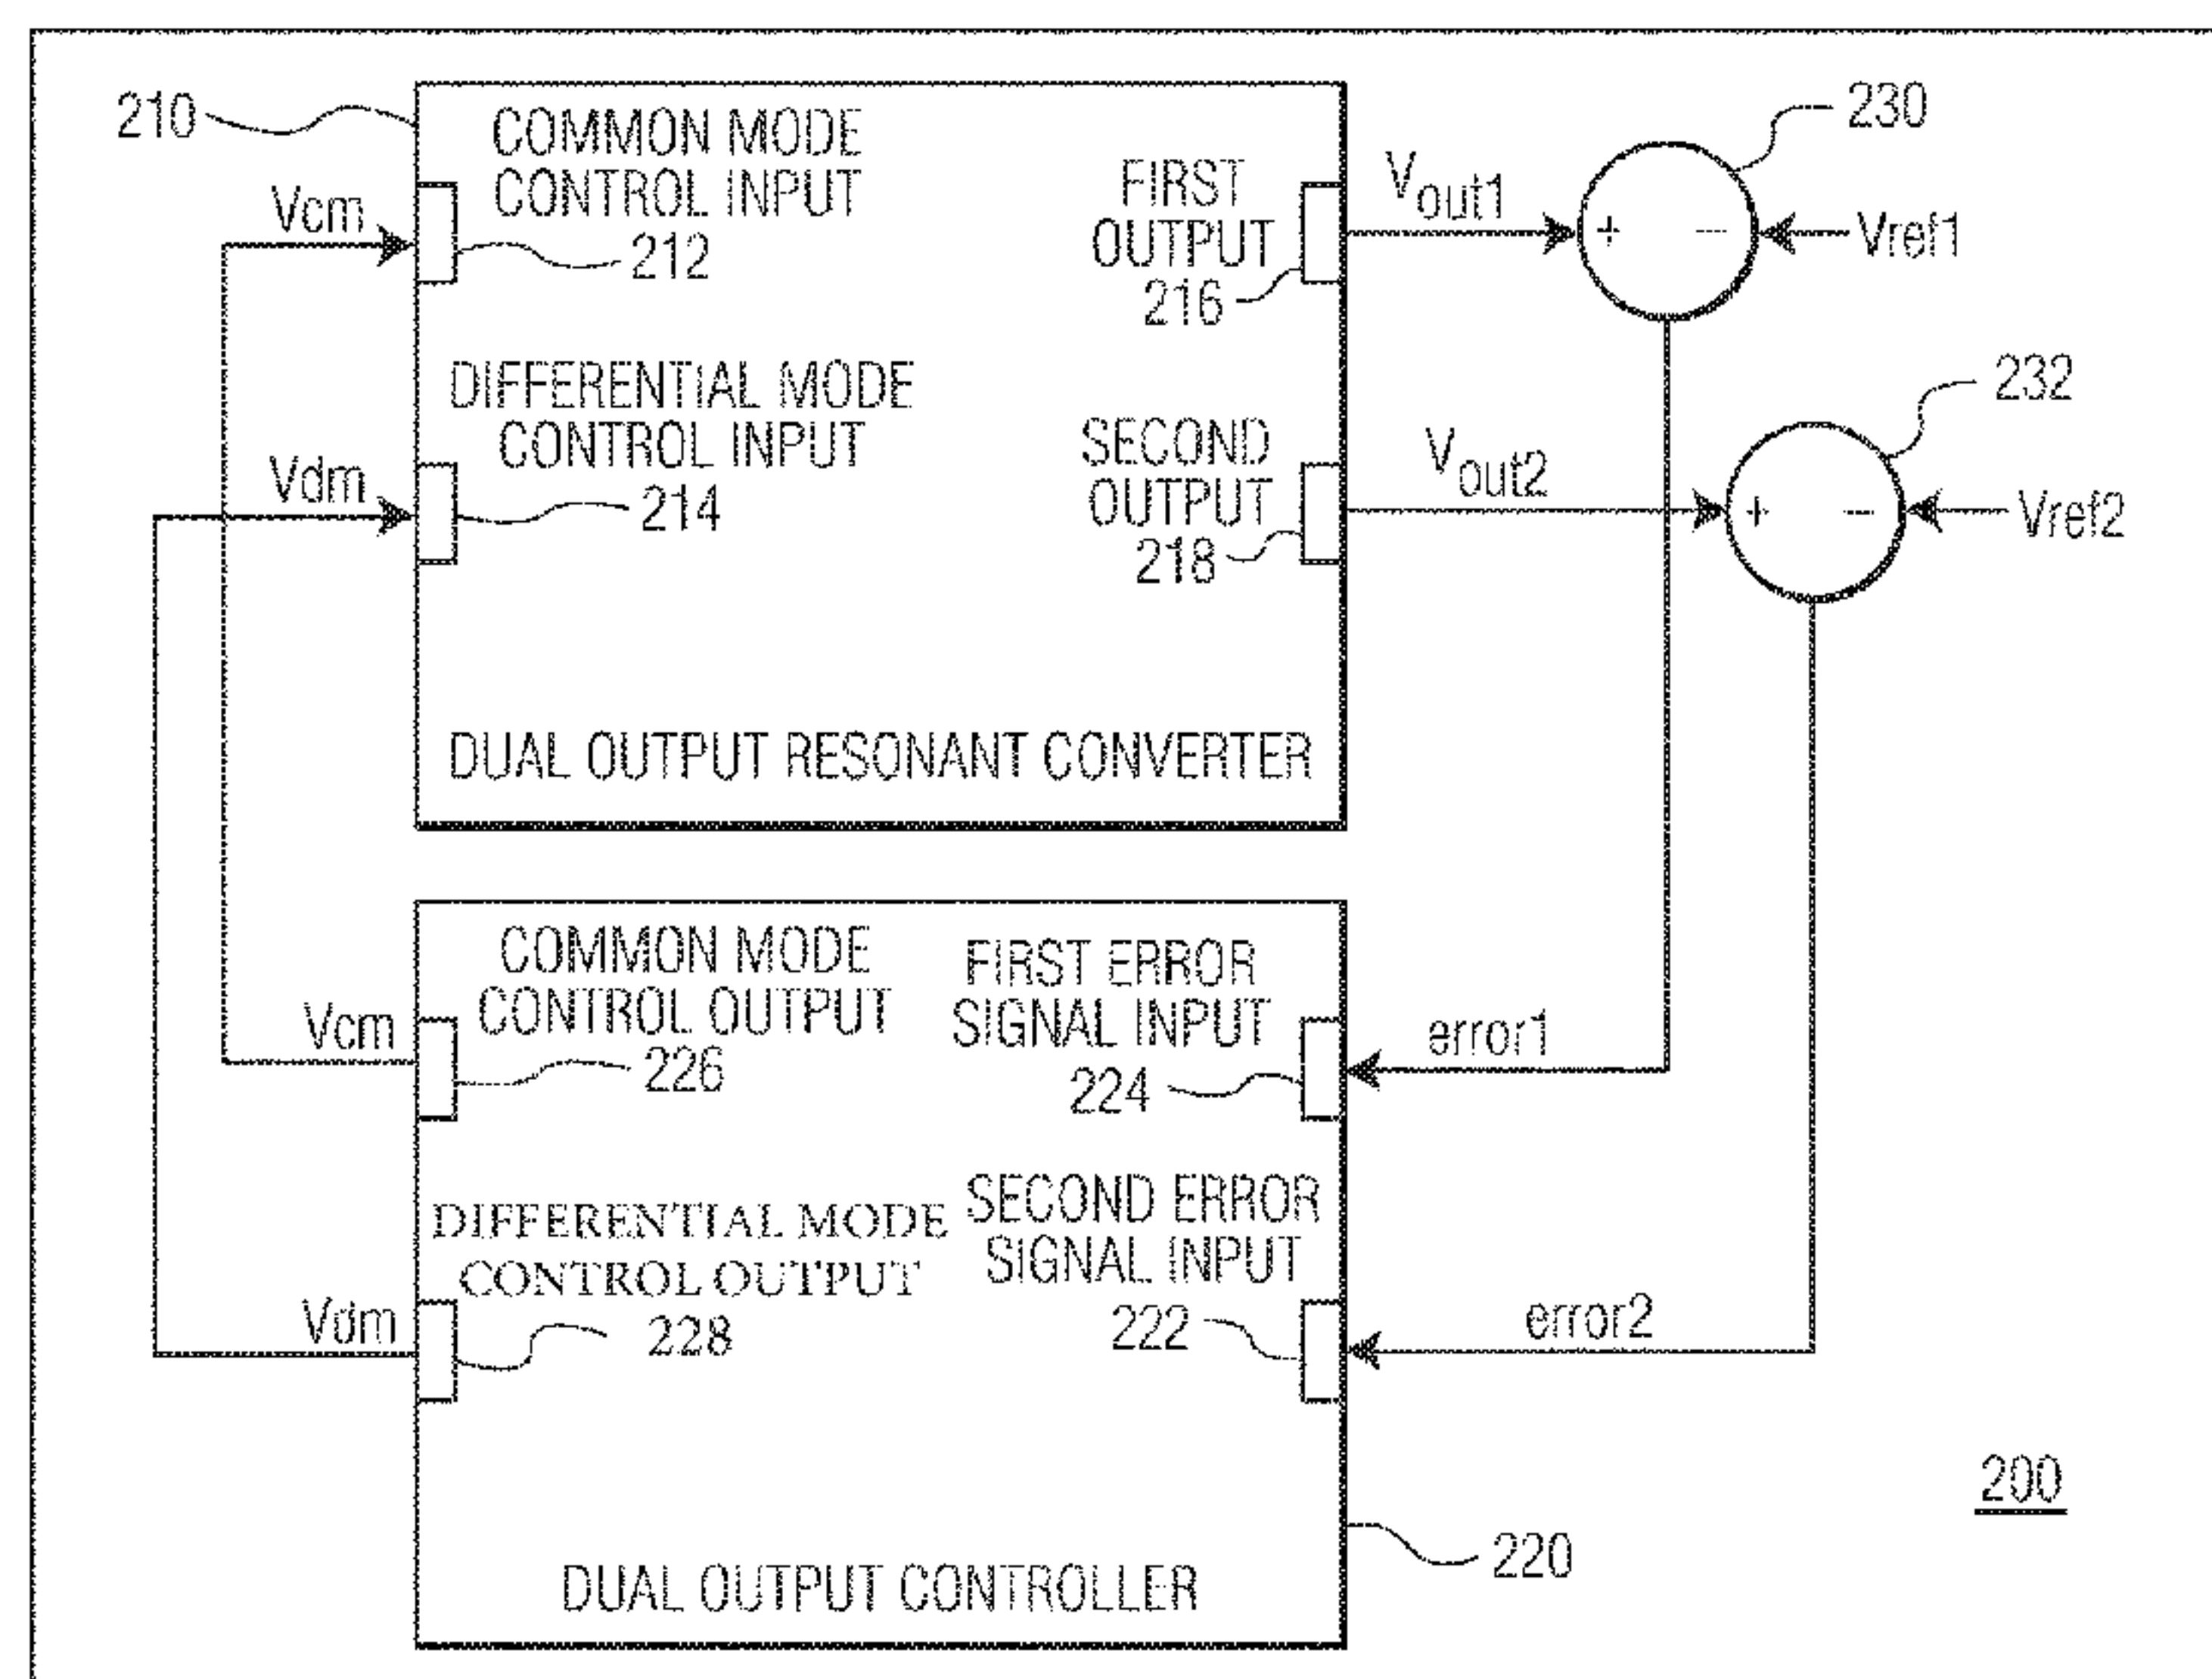 210
COMMON MODE
CONTROL INPUT
212
Vcm
FIRST
OUTPUT
216
Vout1
230
+ −
Vref1
DIFFERENTIAL MODE
CONTROL INPUT
214
Vdm
SECOND
OUTPUT
218
Vout2
232
+ −
Vref2
DUAL OUTPUT RESONANT CONVERTER
COMMON MODE
CONTROL OUTPUT
226
Vcm
FIRST ERROR
SIGNAL INPUT
224
error1
DIFFERENTIAL MODE
CONTROL OUTPUT
228
Vdm
SECOND ERROR
SIGNAL INPUT
222
error2
200
220
DUAL OUTPUT CONTROLLER